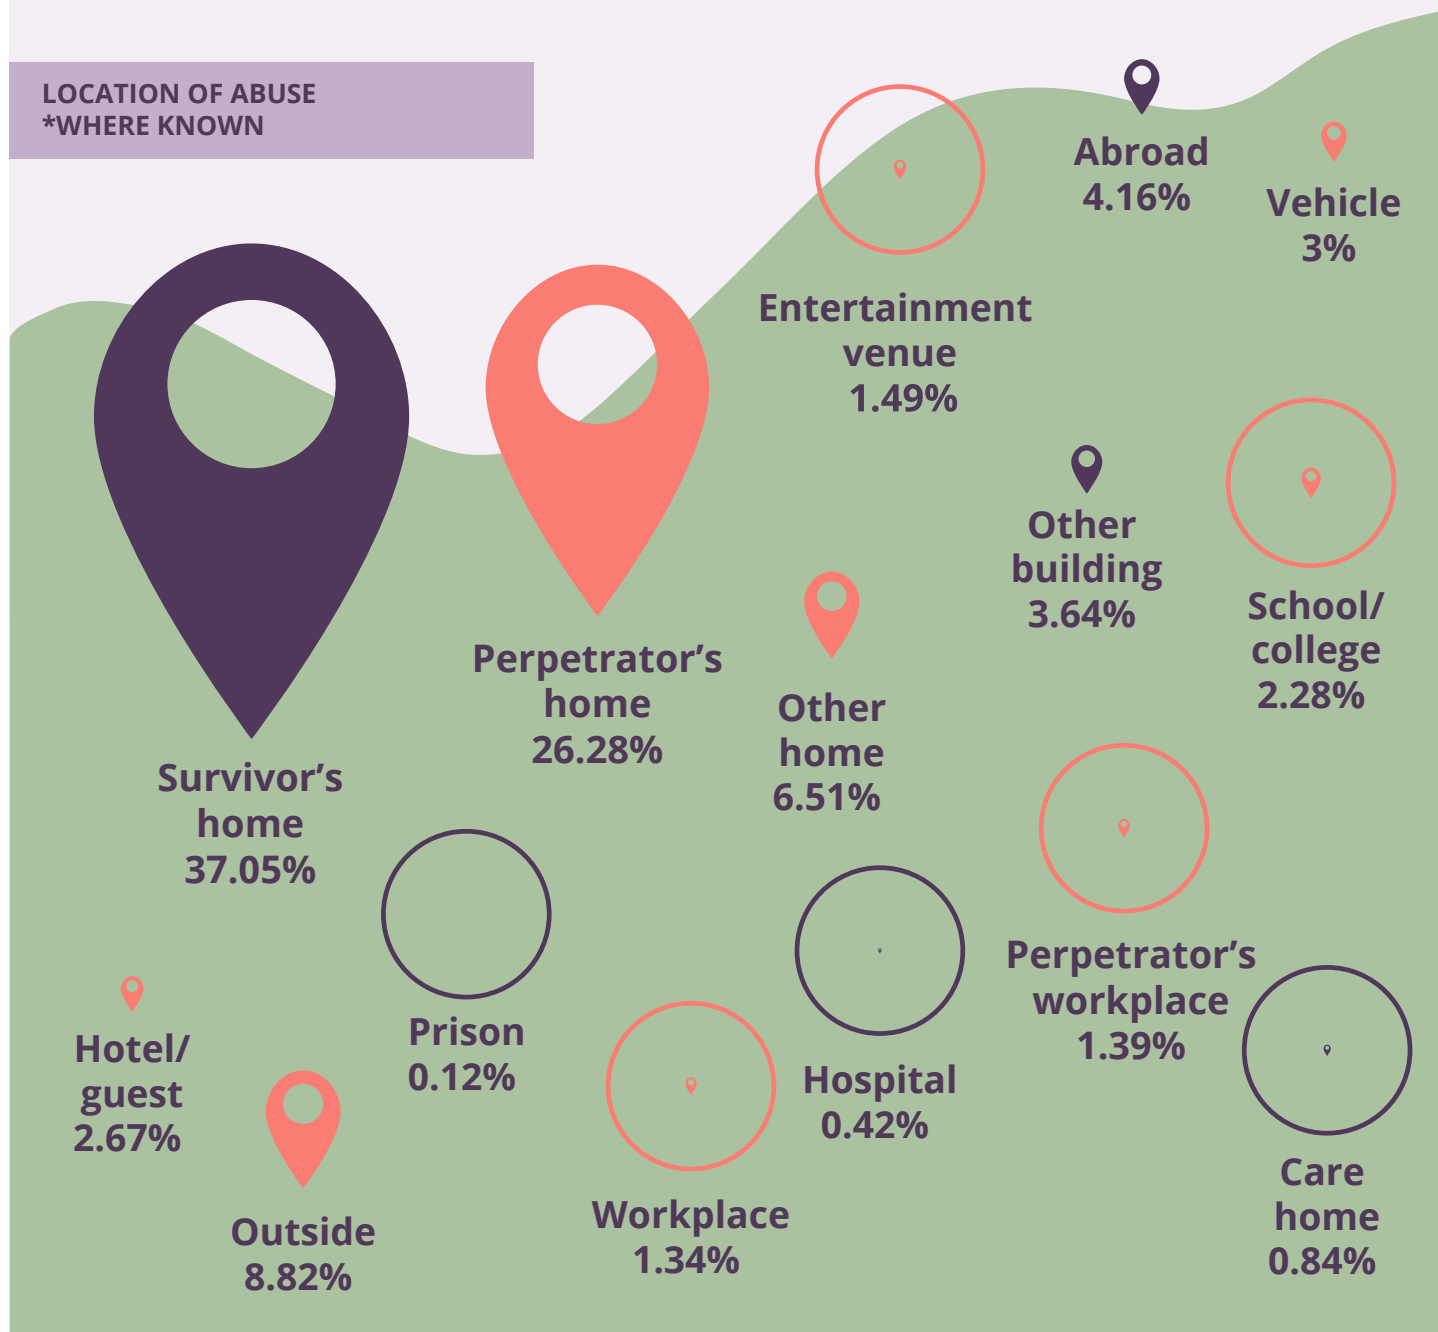 LOCATION OF ABUSE
*WHERE KNOWN
Abroad
4.16%
Vehicle
3%
Entertainment
venue
1.49%
Other
building
3.64%
School/
college
2.28%
Perpetrator’s
home
26.28%
Other
home
6.51%
Survivor’s
home
37.05%
Perpetrator’s
workplace
1.39%
Prison
0.12%
Hotel/
guest
2.67%
Hospital
0.42%
Care
home
0.84%
Outside
8.82%
Workplace
1.34%